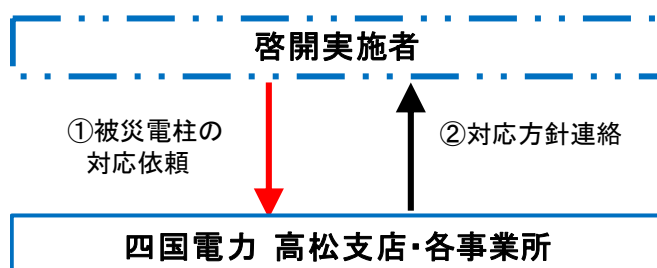 啓開実施者
①被災電柱の
対応依頼
②対応方針連絡
四国電力 高松支店・各事業所